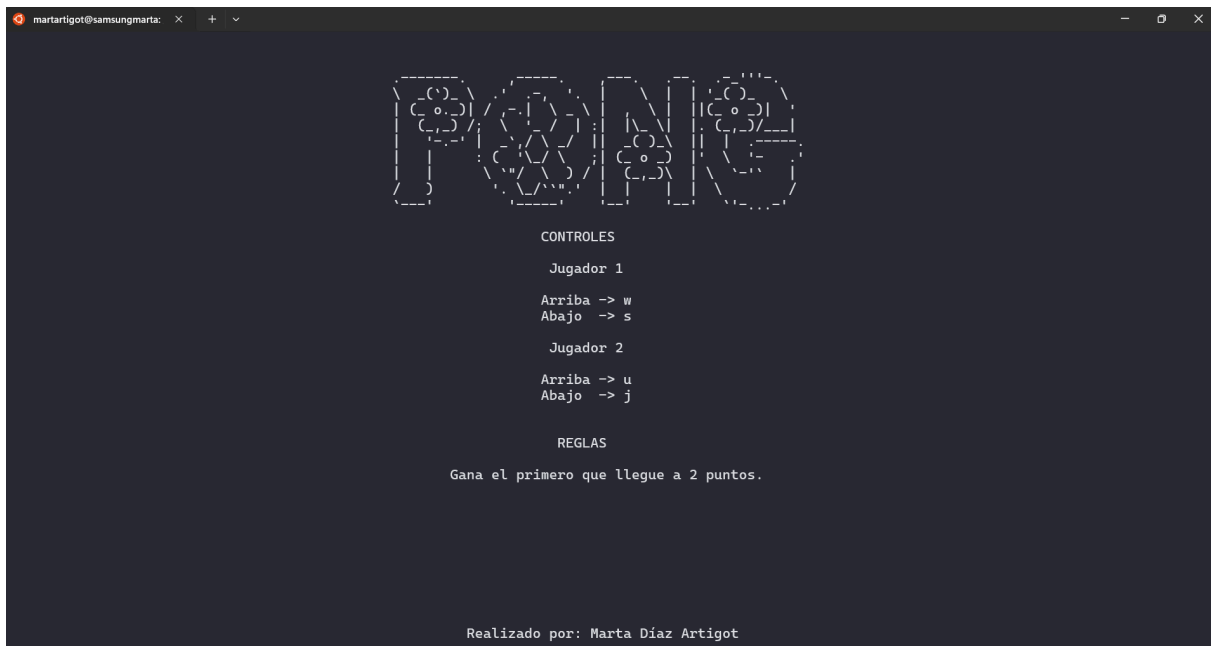 martartigot@samsungmarta:
PONG
CONTROLES
Jugador 1
Arriba -> w
Abajo -> s
Jugador 2
Arriba -> u
Abajo -> j
REGLAS
Gana el primero que llegue a 2 puntos.
Realizado por: Marta Díaz Artigot